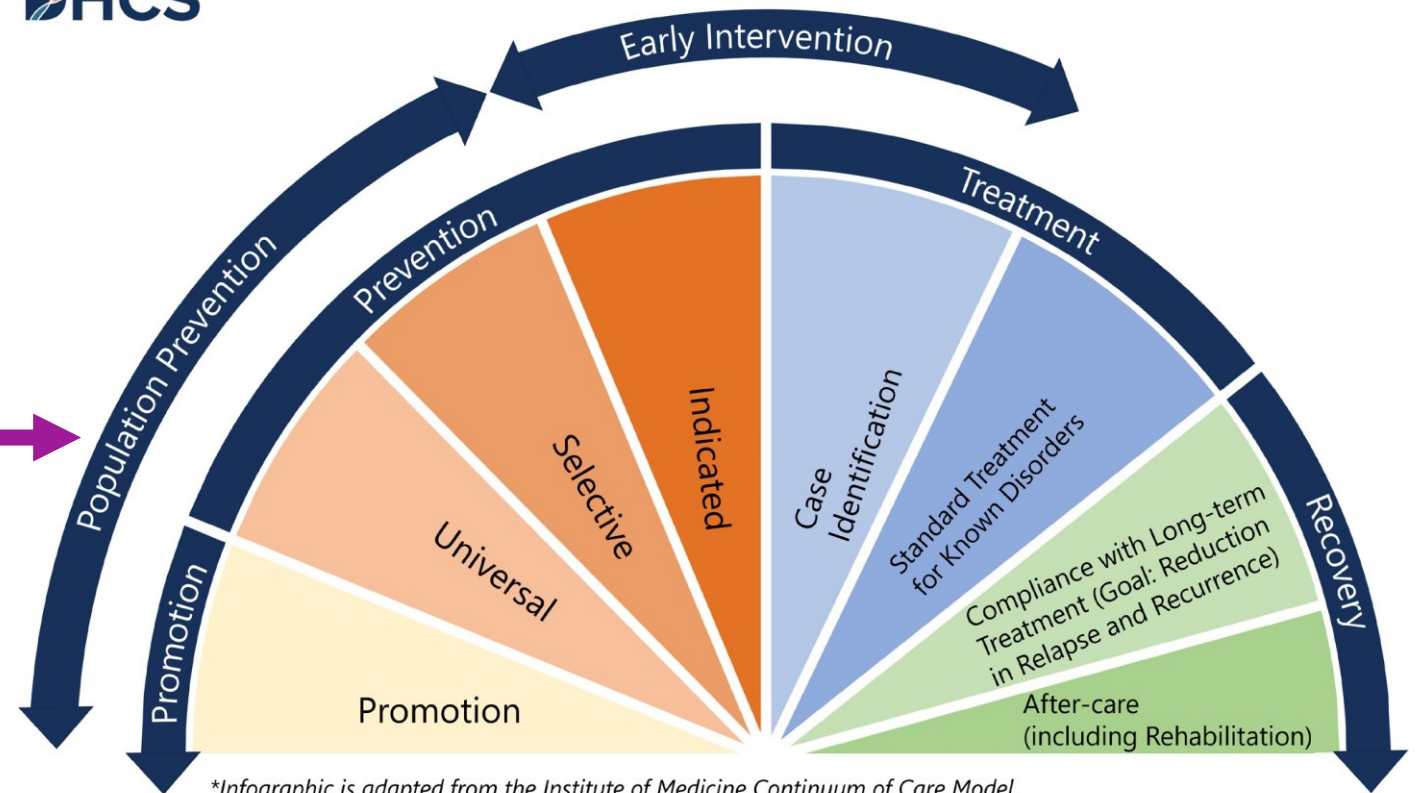 DHCS
Early Intervention
Population Prevention
Prevention
Treatment
Promotion
Recovery
Promotion
Universal
Selective
Indicated
Case
Identification
Standard Treatment
for Known Disorders
Compliance with Long-term
Treatment (Goal: Reduction
in Relapse and Recurrence)
After-care
(including Rehabilitation)
*Infographic is adapted from the Institute of Medicine Continuum of Care Model